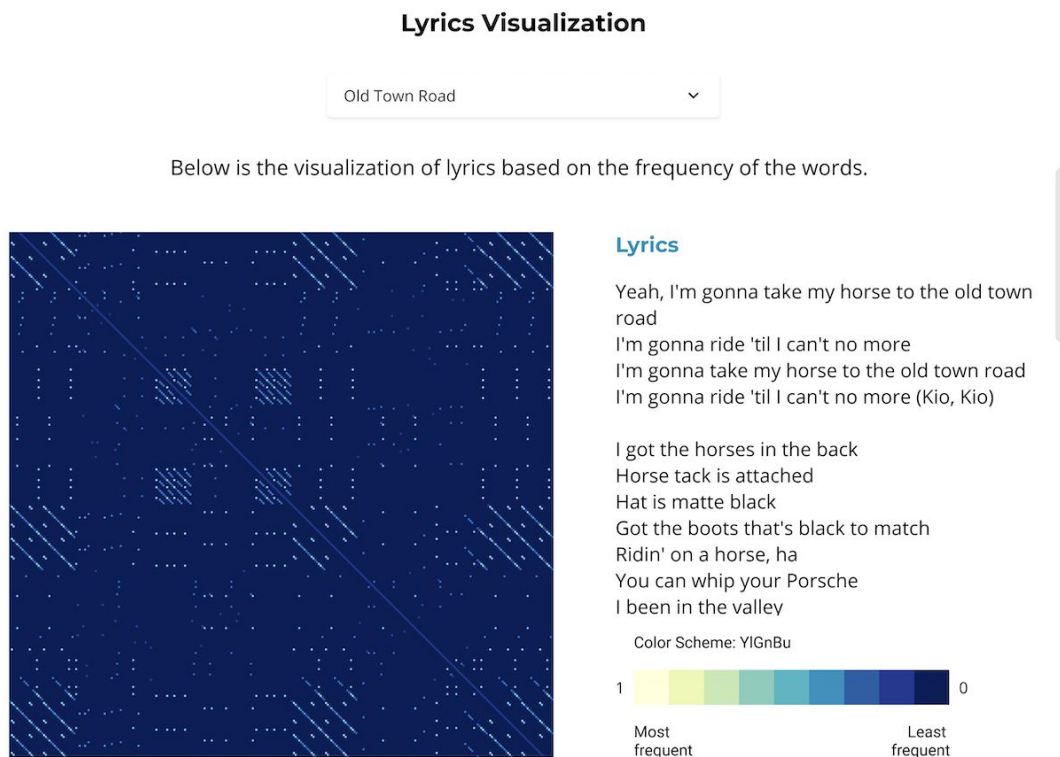 Lyrics Visualization
Old Town Road
Below is the visualization of lyrics based on the frequency of the words.
Lyrics
Yeah, I'm gonna take my horse to the old town
road
I'm gonna ride 'til I can't no more
I'm gonna take my horse to the old town road
I'm gonna ride 'til I can't no more (Kio, Kio)
I got the horses in the back
Horse tack is attached
Hat is matte black
Got the boots that's black to match
Ridin' on a horse, ha
You can whip your Porsche
I been in the valley
Color Scheme: YlGnBu
1 0
Most Least
frequent frequent